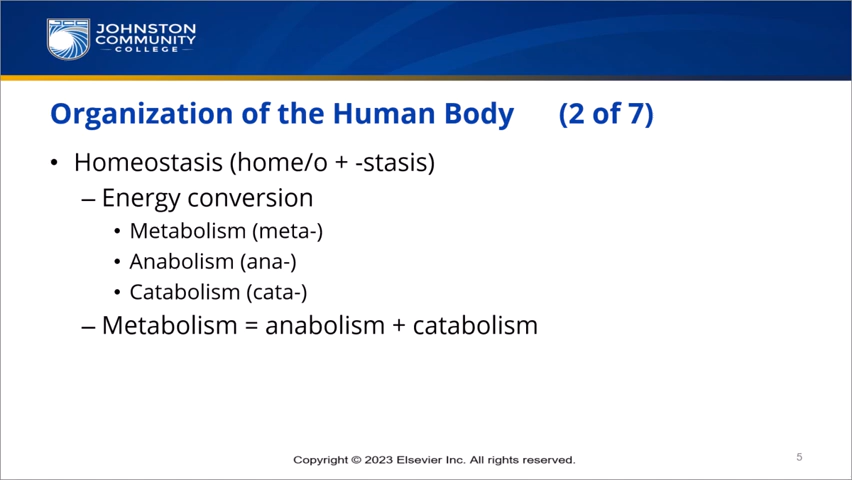 JOHNSTON
COMMUNITY
COLLEGE
Organization of the Human Body (2 of 7)
• Homeostasis (home/o + -stasis)
– Energy conversion
• Metabolism (meta-)
• Anabolism (ana-)
• Catabolism (cata-)
– Metabolism = anabolism + catabolism
Copyright © 2023 Elsevier Inc. All rights reserved.
5